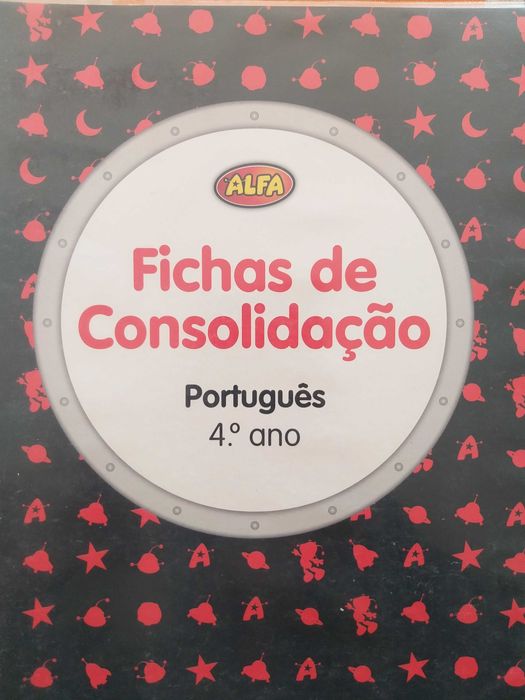 ALFA
Fichas de
Consolidação
Português
4.º ano